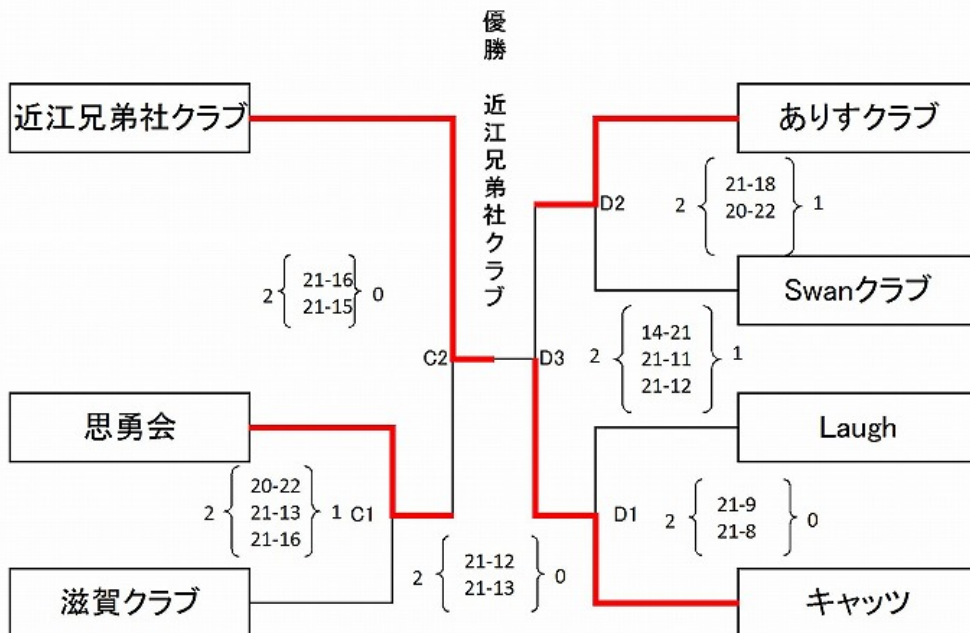 優勝 近江兄弟社クラブ
近江兄弟社クラブ
ありすクラブ
D2
2 21-18 1
20-22
Swanクラブ
2 21-16 0
21-15
C2
D3
2 14-21 1
21-11
21-12
思勇会
Laugh
2 20-22 1
21-13
21-16
C1
D1
2 21-9 0
21-8
2 21-12 0
21-13
滋賀クラブ
キャッツ